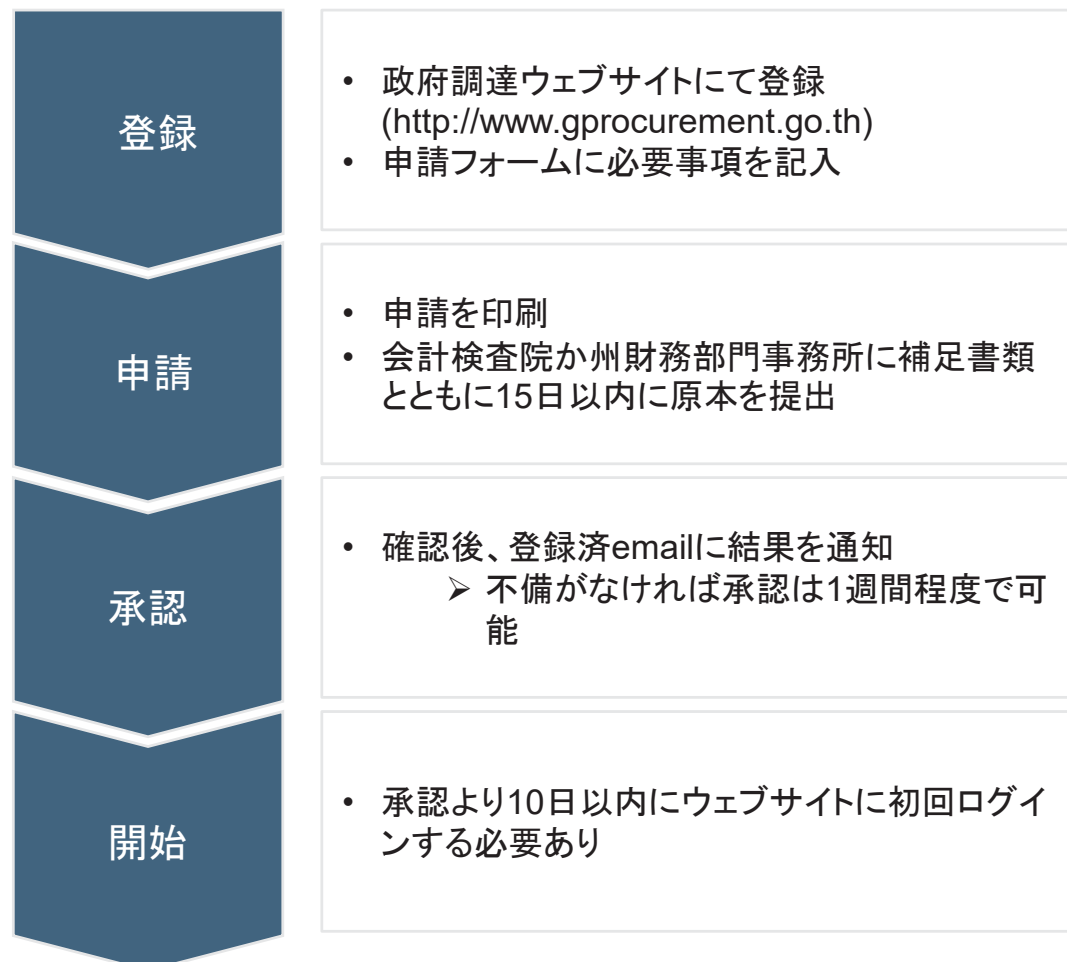 登録
• 政府調達ウェブサイトにて登録
(http://www.gprocurement.go.th)
• 申請フォームに必要事項を記入
申請
• 申請を印刷
• 会計検査院か州財務部門事務所に補足書類
とともに15日以内に原本を提出
承認
• 確認後、登録済emailに結果を通知
➢ 不備がなければ承認は1週間程度で可
能
開始
• 承認より10日以内にウェブサイトに初回ログイ
ンする必要あり